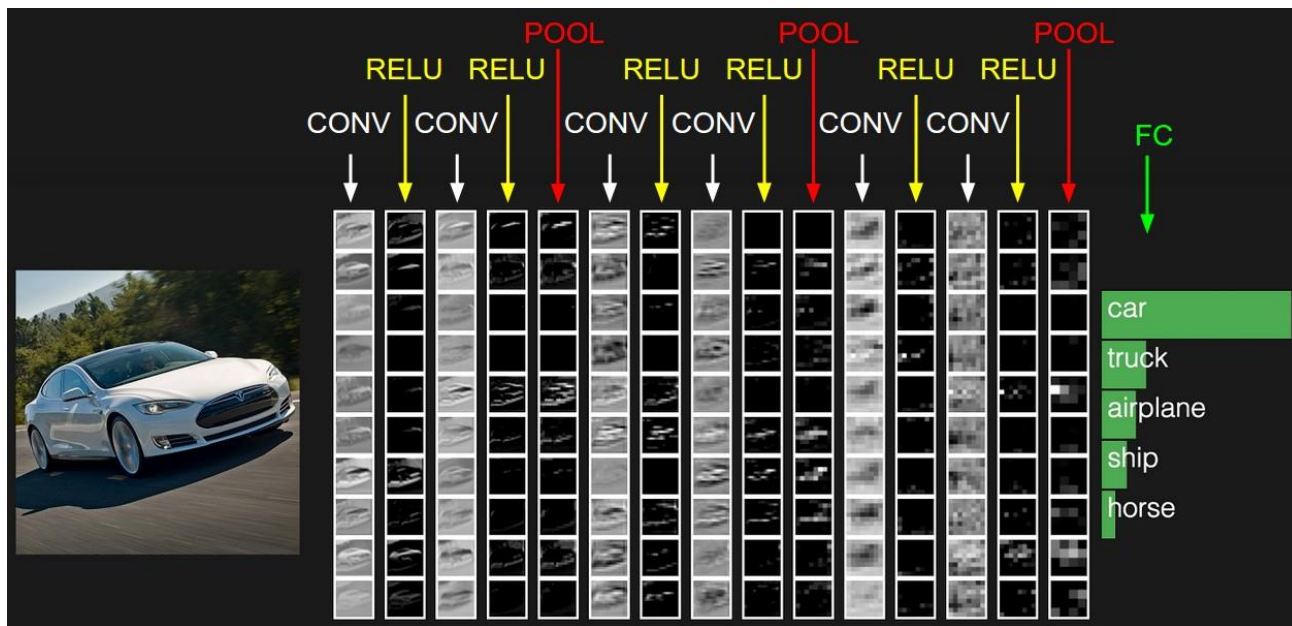 POOL POOL POOL
RELU RELU RELU RELU RELU RELU
CONV CONV CONV CONV CONV CONV
FC
car
truck
airplane
ship
horse